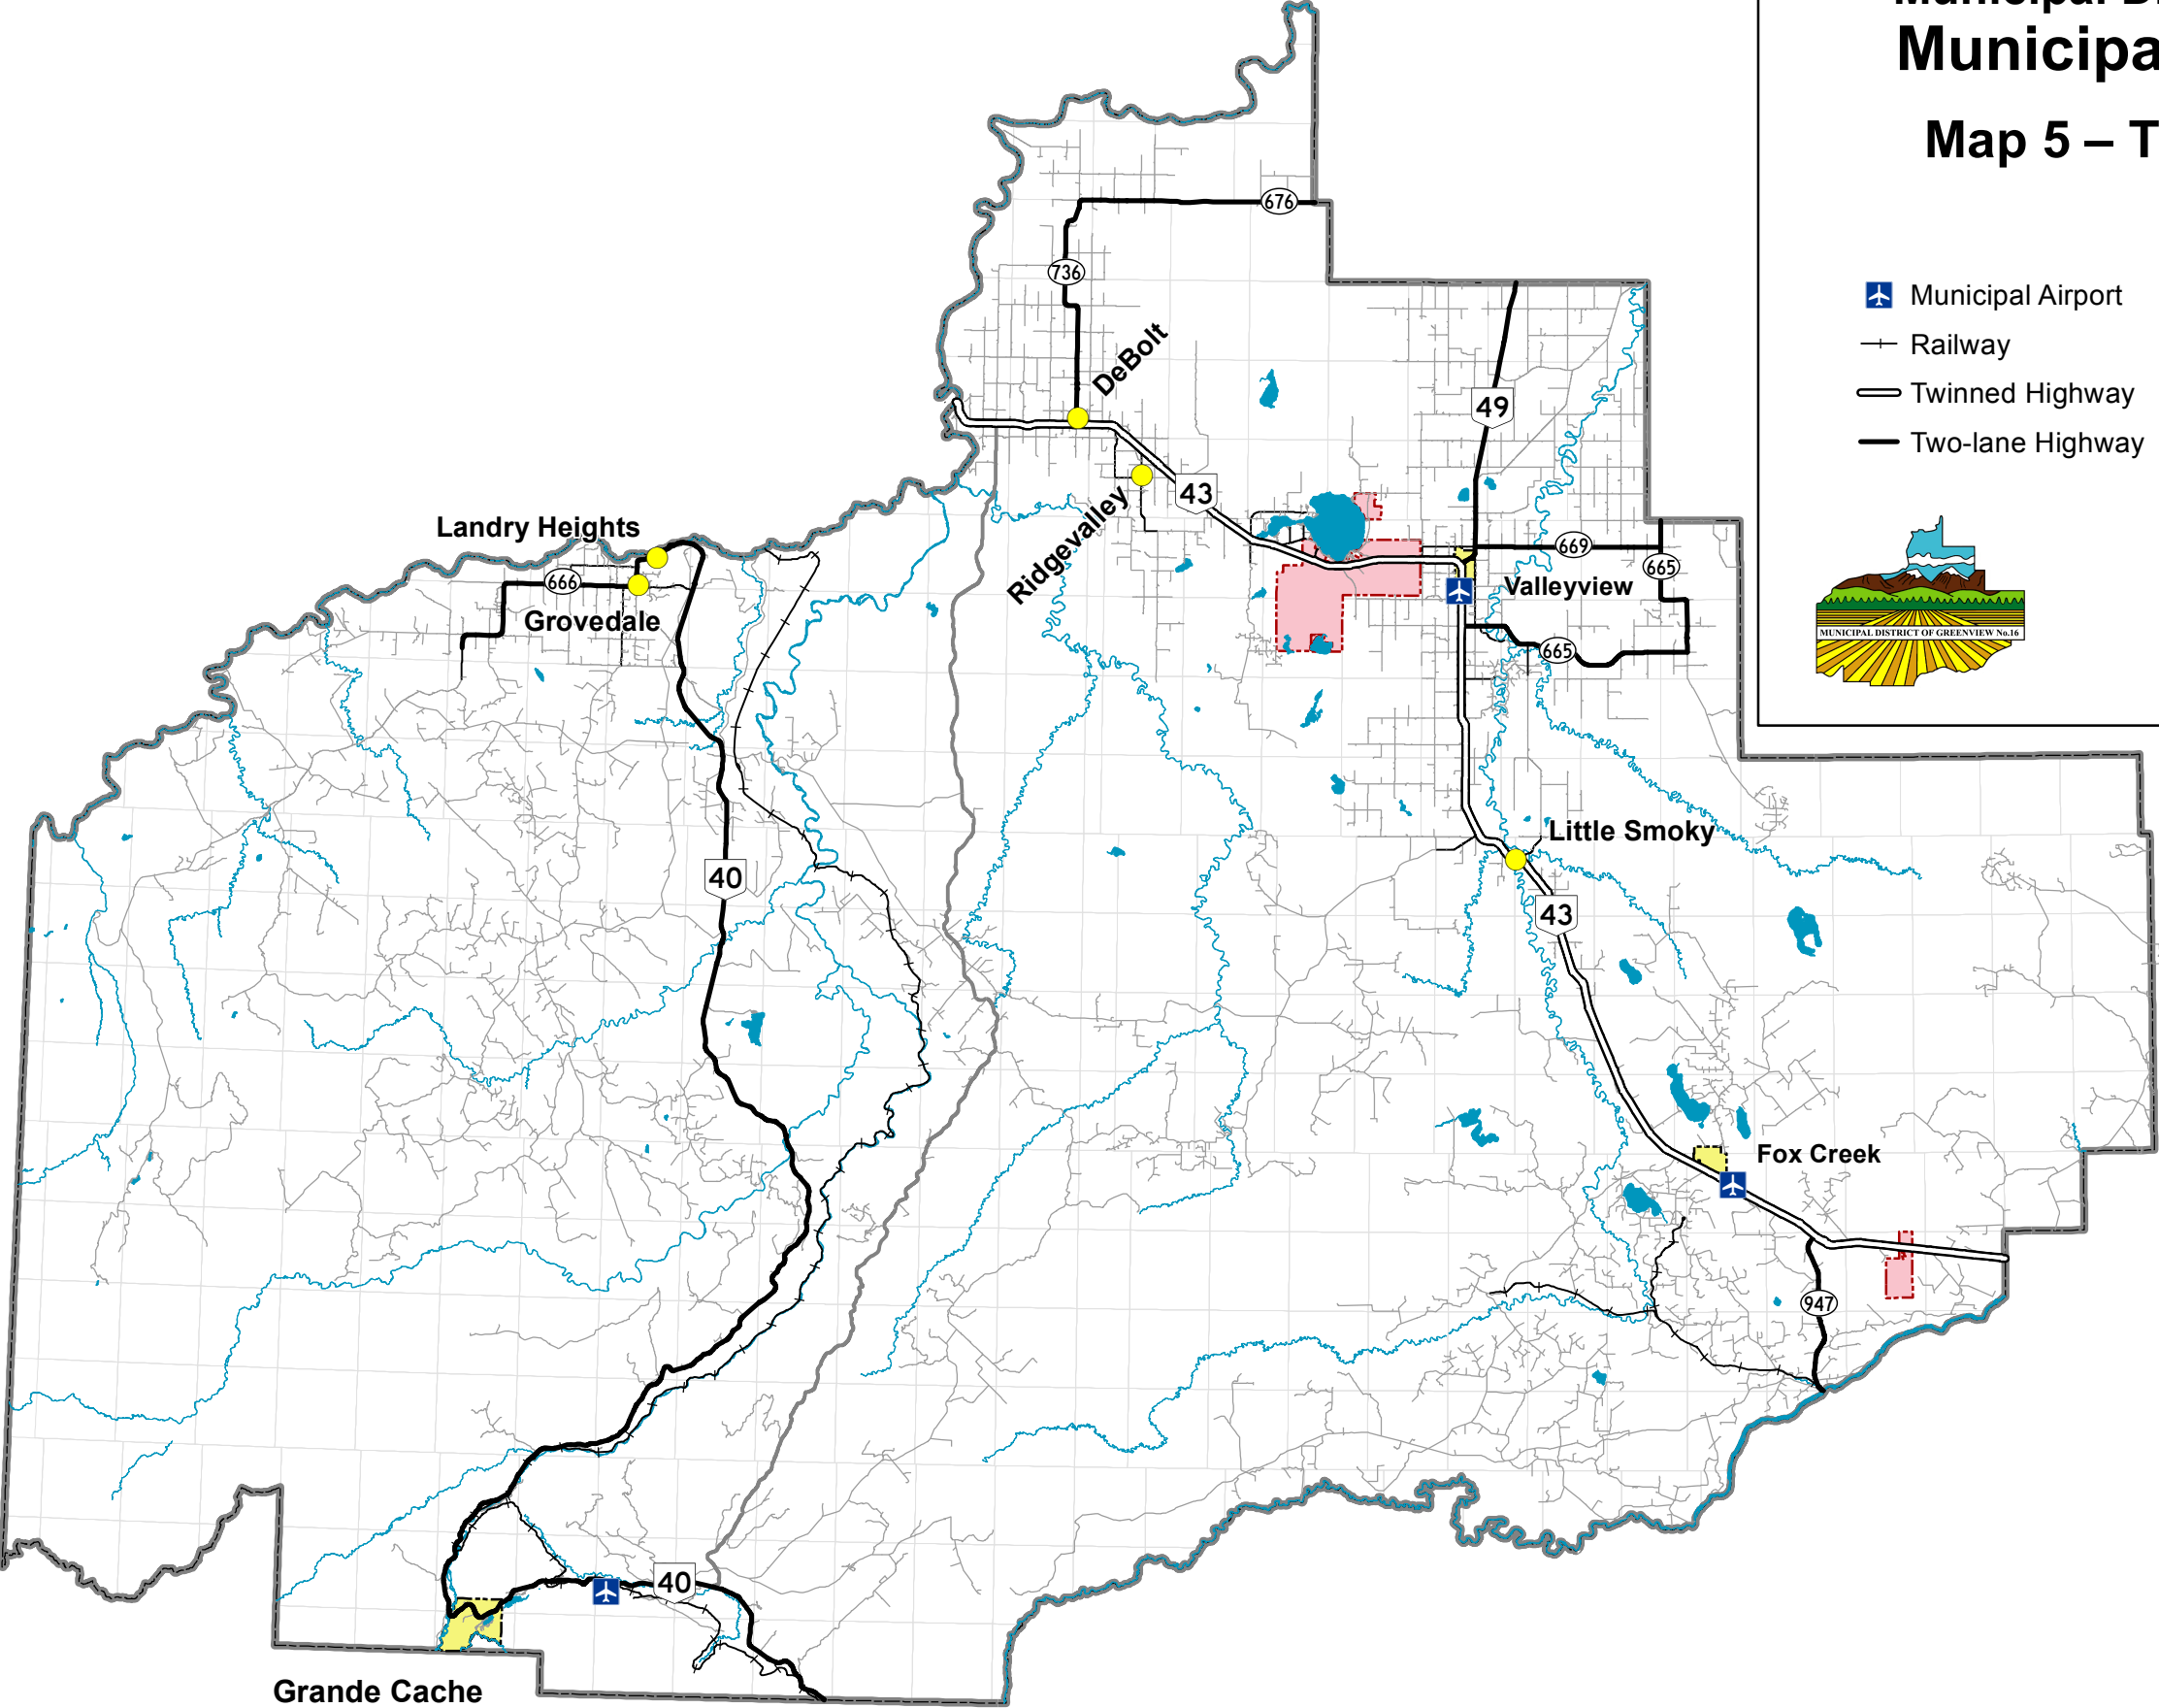 Municipal Di
Municipa
Map 5 – T
676
736
Municipal Airport
Railway
DeBolt
Twinned Highway
49
Two-lane Highway
43
Landry Heights
Ridgevalley
669
665
666
Valleyview
Grovedale
MUNICIPAL DISTRICT OF GREENVIEW No.16
665
Little Smoky
40
43
Fox Creek
947
40
Grande Cache